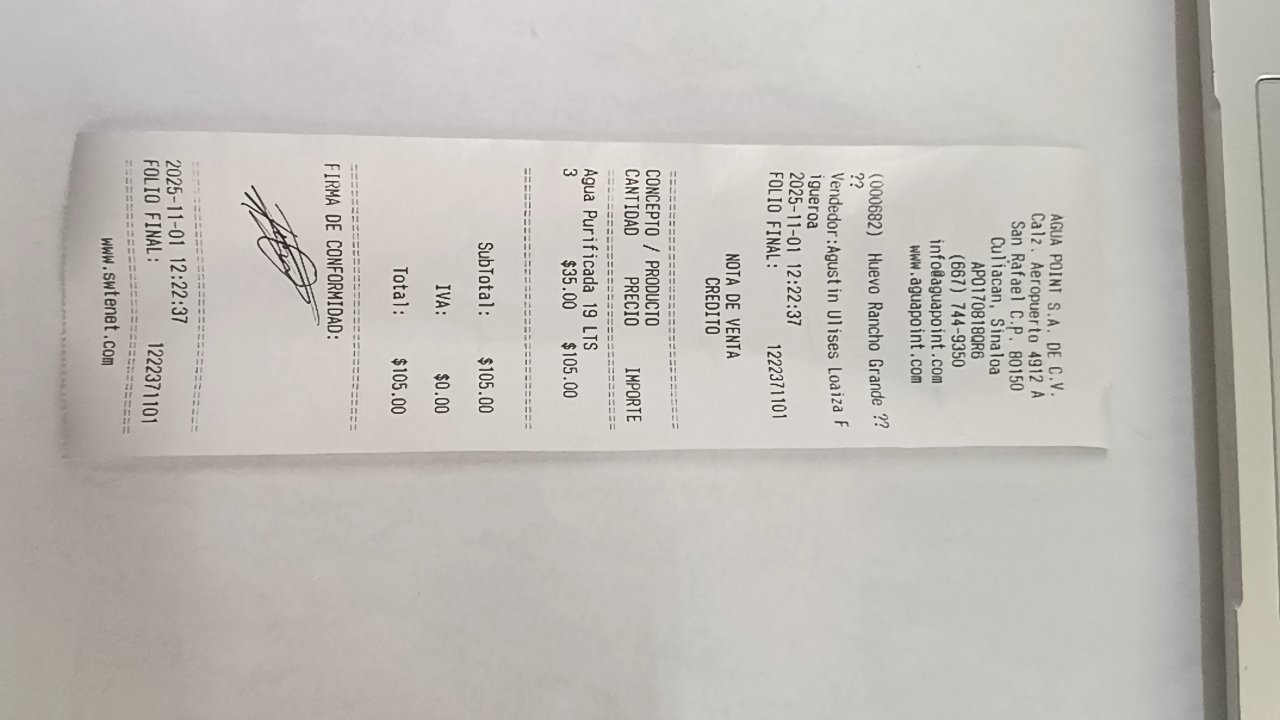 AGUA POINT S.A. DE C.V.
Calz. Aeropuerto 4912 A
San Rafael C.P. 80150
Culiacan, Sinaloa
APO170818QR6
(667) 744-9350
info@aguapoint.com
www.aguapoint.com
(000682) Huevo Rancho Grande ??
??
Vendedor:Agustin Ulises Loaiza F
igueroa
2025-11-01 12:22:37
FOLIO FINAL: 1222371101
NOTA DE VENTA
CREDITO
CONCEPTO / PRODUCTO
CANTIDAD PRECIO IMPORTE
Agua Purificada 19 LTS
3 $35.00 $105.00
SubTotal: $105.00
IVA: $0.00
Total: $105.00
FIRMA DE CONFORMIDAD:
2025-11-01 12:22:37
FOLIO FINAL: 1222371101
www.swtenet.com